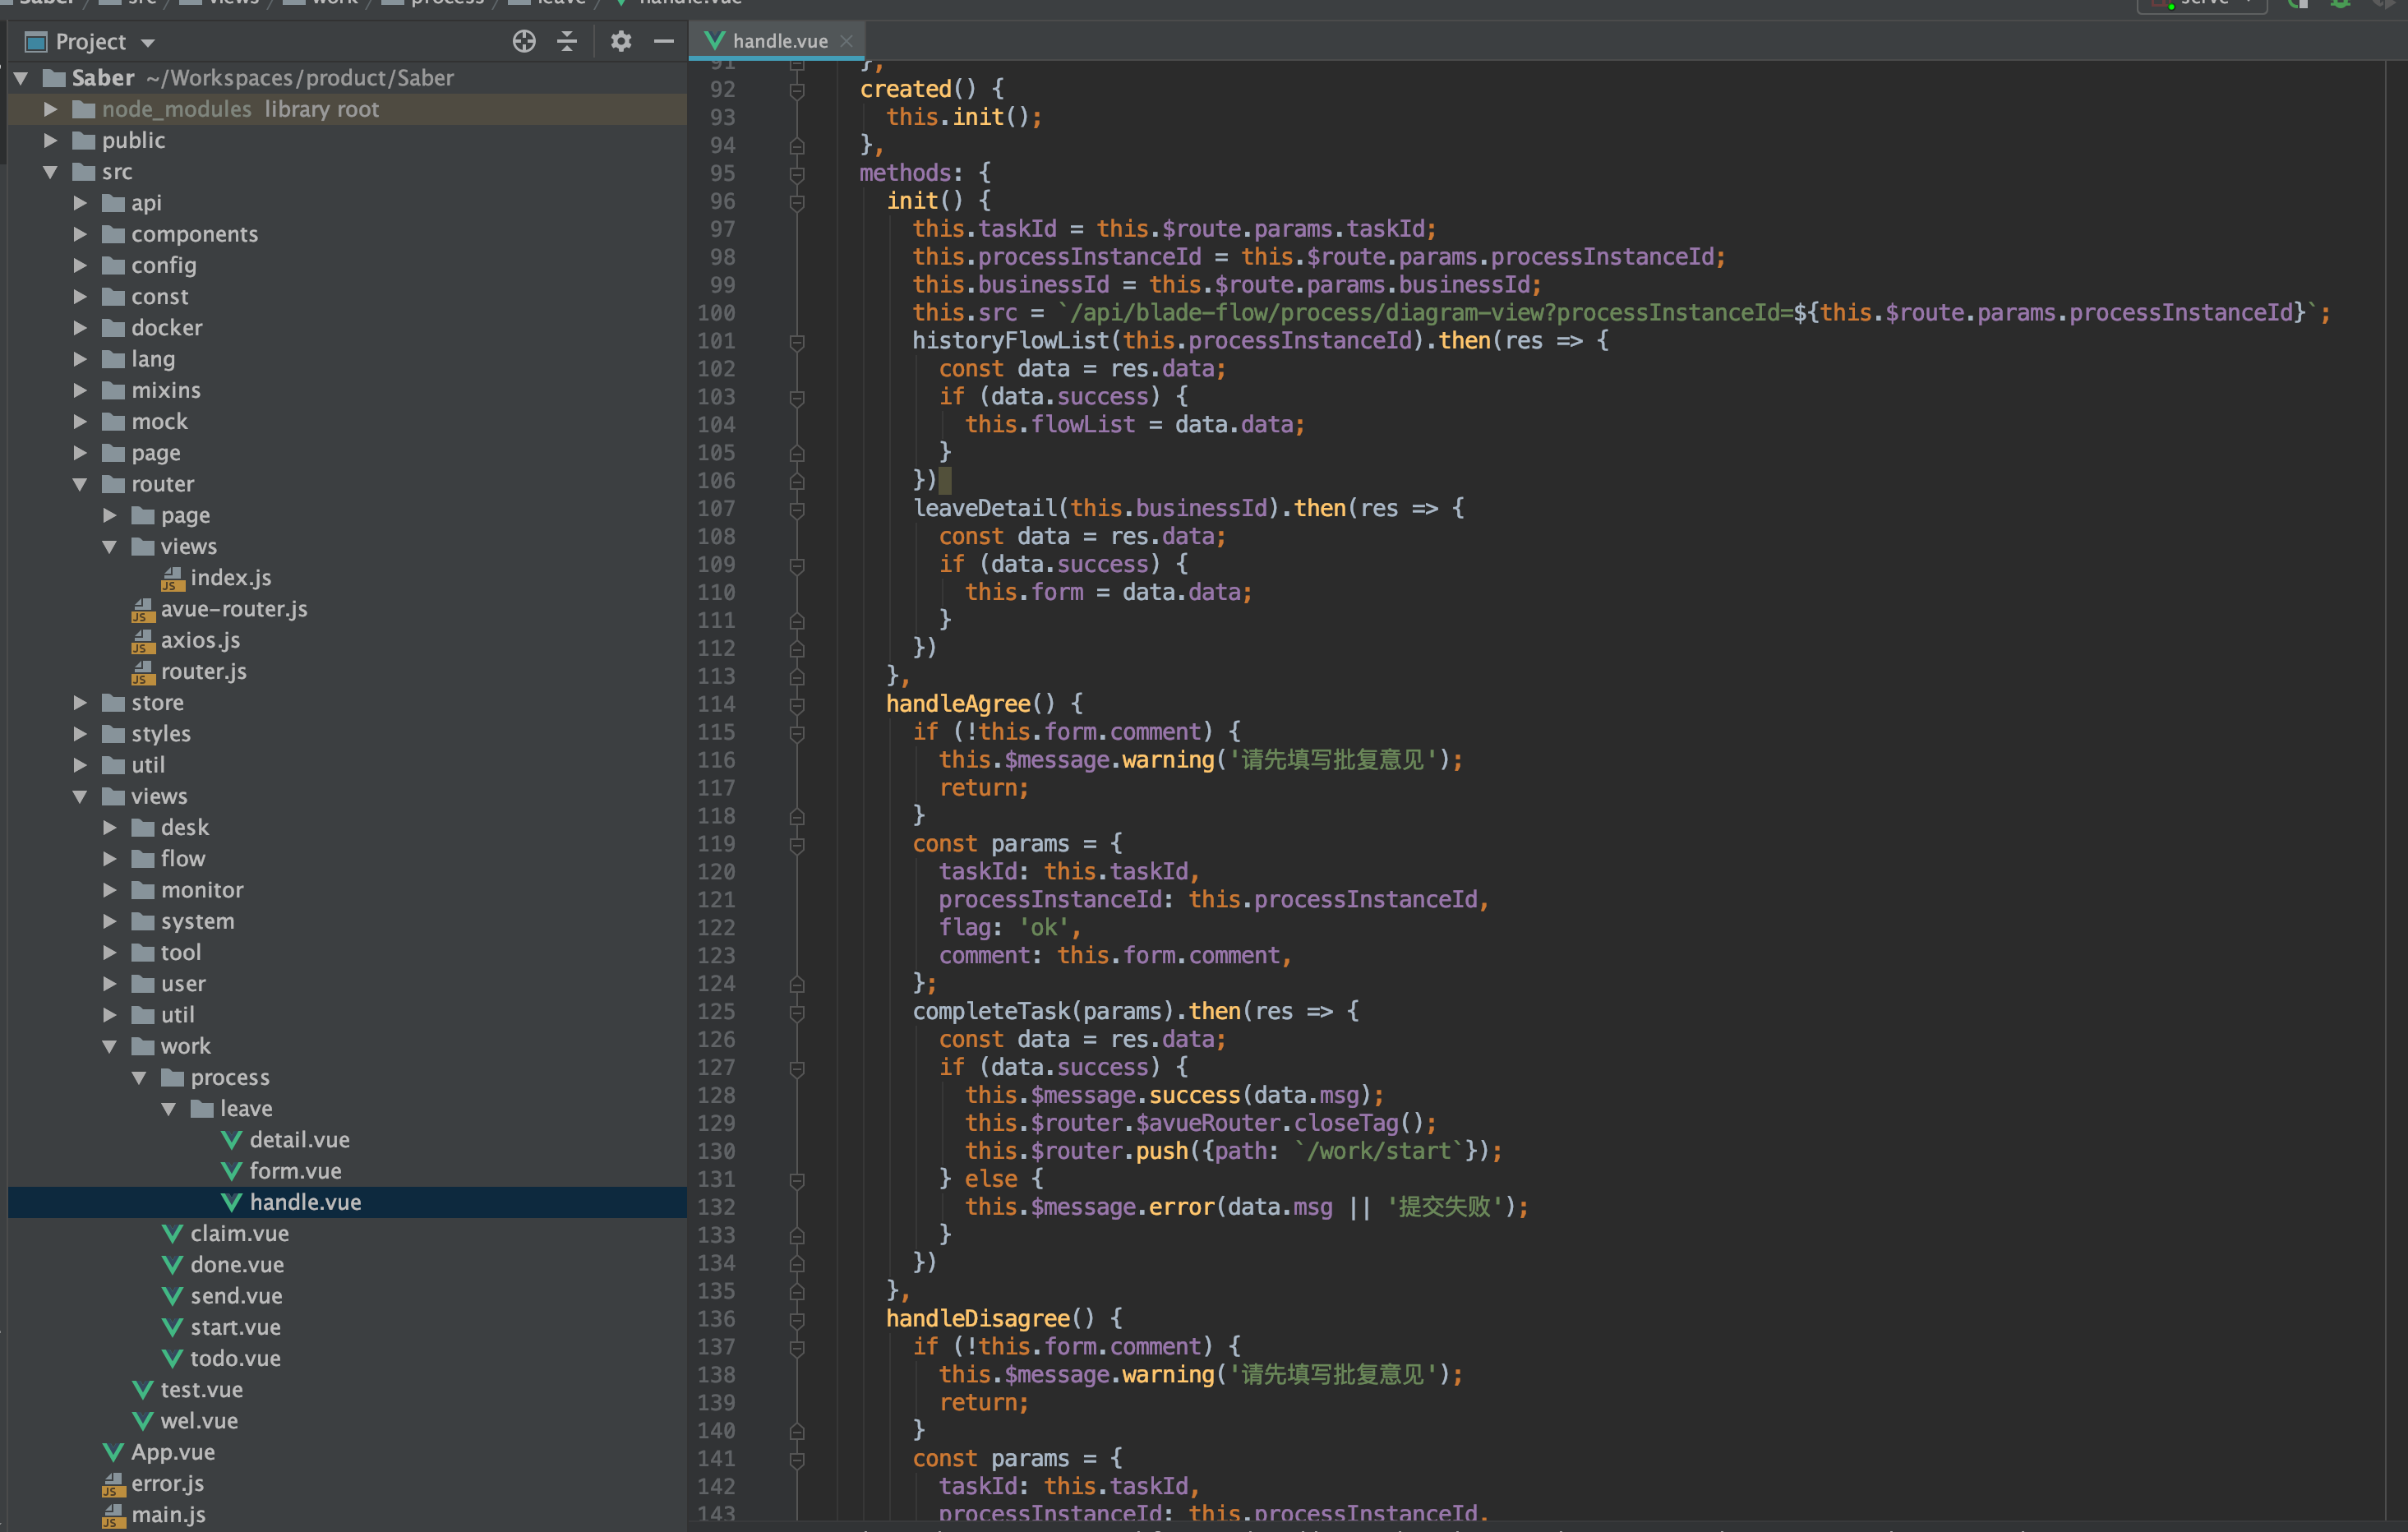 Saber / src / views / work / process / leave / handle.vue
serve
Project
Saber ~/Workspaces/product/Saber
node_modules library root
public
src
api
components
config
const
docker
lang
mixins
mock
page
router
page
views
index.js
avue-router.js
axios.js
router.js
store
styles
util
views
desk
flow
monitor
system
tool
user
util
work
process
leave
detail.vue
form.vue
handle.vue
claim.vue
done.vue
send.vue
start.vue
todo.vue
test.vue
wel.vue
App.vue
error.js
main.js
handle.vue
91 },
92 created() {
93 this.init();
94 },
95 methods: {
96 init() {
97 this.taskId = this.$route.params.taskId;
98 this.processInstanceId = this.$route.params.processInstanceId;
99 this.businessId = this.$route.params.businessId;
100 this.src = `/api/blade-flow/process/diagram-view?processInstanceId=${this.$route.params.processInstanceId}`;
101 historyFlowList(this.processInstanceId).then(res => {
102 const data = res.data;
103 if (data.success) {
104 this.flowList = data.data;
105 }
106 })
107 leaveDetail(this.businessId).then(res => {
108 const data = res.data;
109 if (data.success) {
110 this.form = data.data;
111 }
112 })
113 },
114 handleAgree() {
115 if (!this.form.comment) {
116 this.$message.warning('请先填写批复意见');
117 return;
118 }
119 const params = {
120 taskId: this.taskId,
121 processInstanceId: this.processInstanceId,
122 flag: 'ok',
123 comment: this.form.comment,
124 };
125 completeTask(params).then(res => {
126 const data = res.data;
127 if (data.success) {
128 this.$message.success(data.msg);
129 this.$router.$avueRouter.closeTag();
130 this.$router.push({path: `/work/start`});
131 } else {
132 this.$message.error(data.msg || '提交失败');
133 }
134 })
135 },
136 handleDisagree() {
137 if (!this.form.comment) {
138 this.$message.warning('请先填写批复意见');
139 return;
140 }
141 const params = {
142 taskId: this.taskId,
143 processInstanceId: this.processInstanceId,